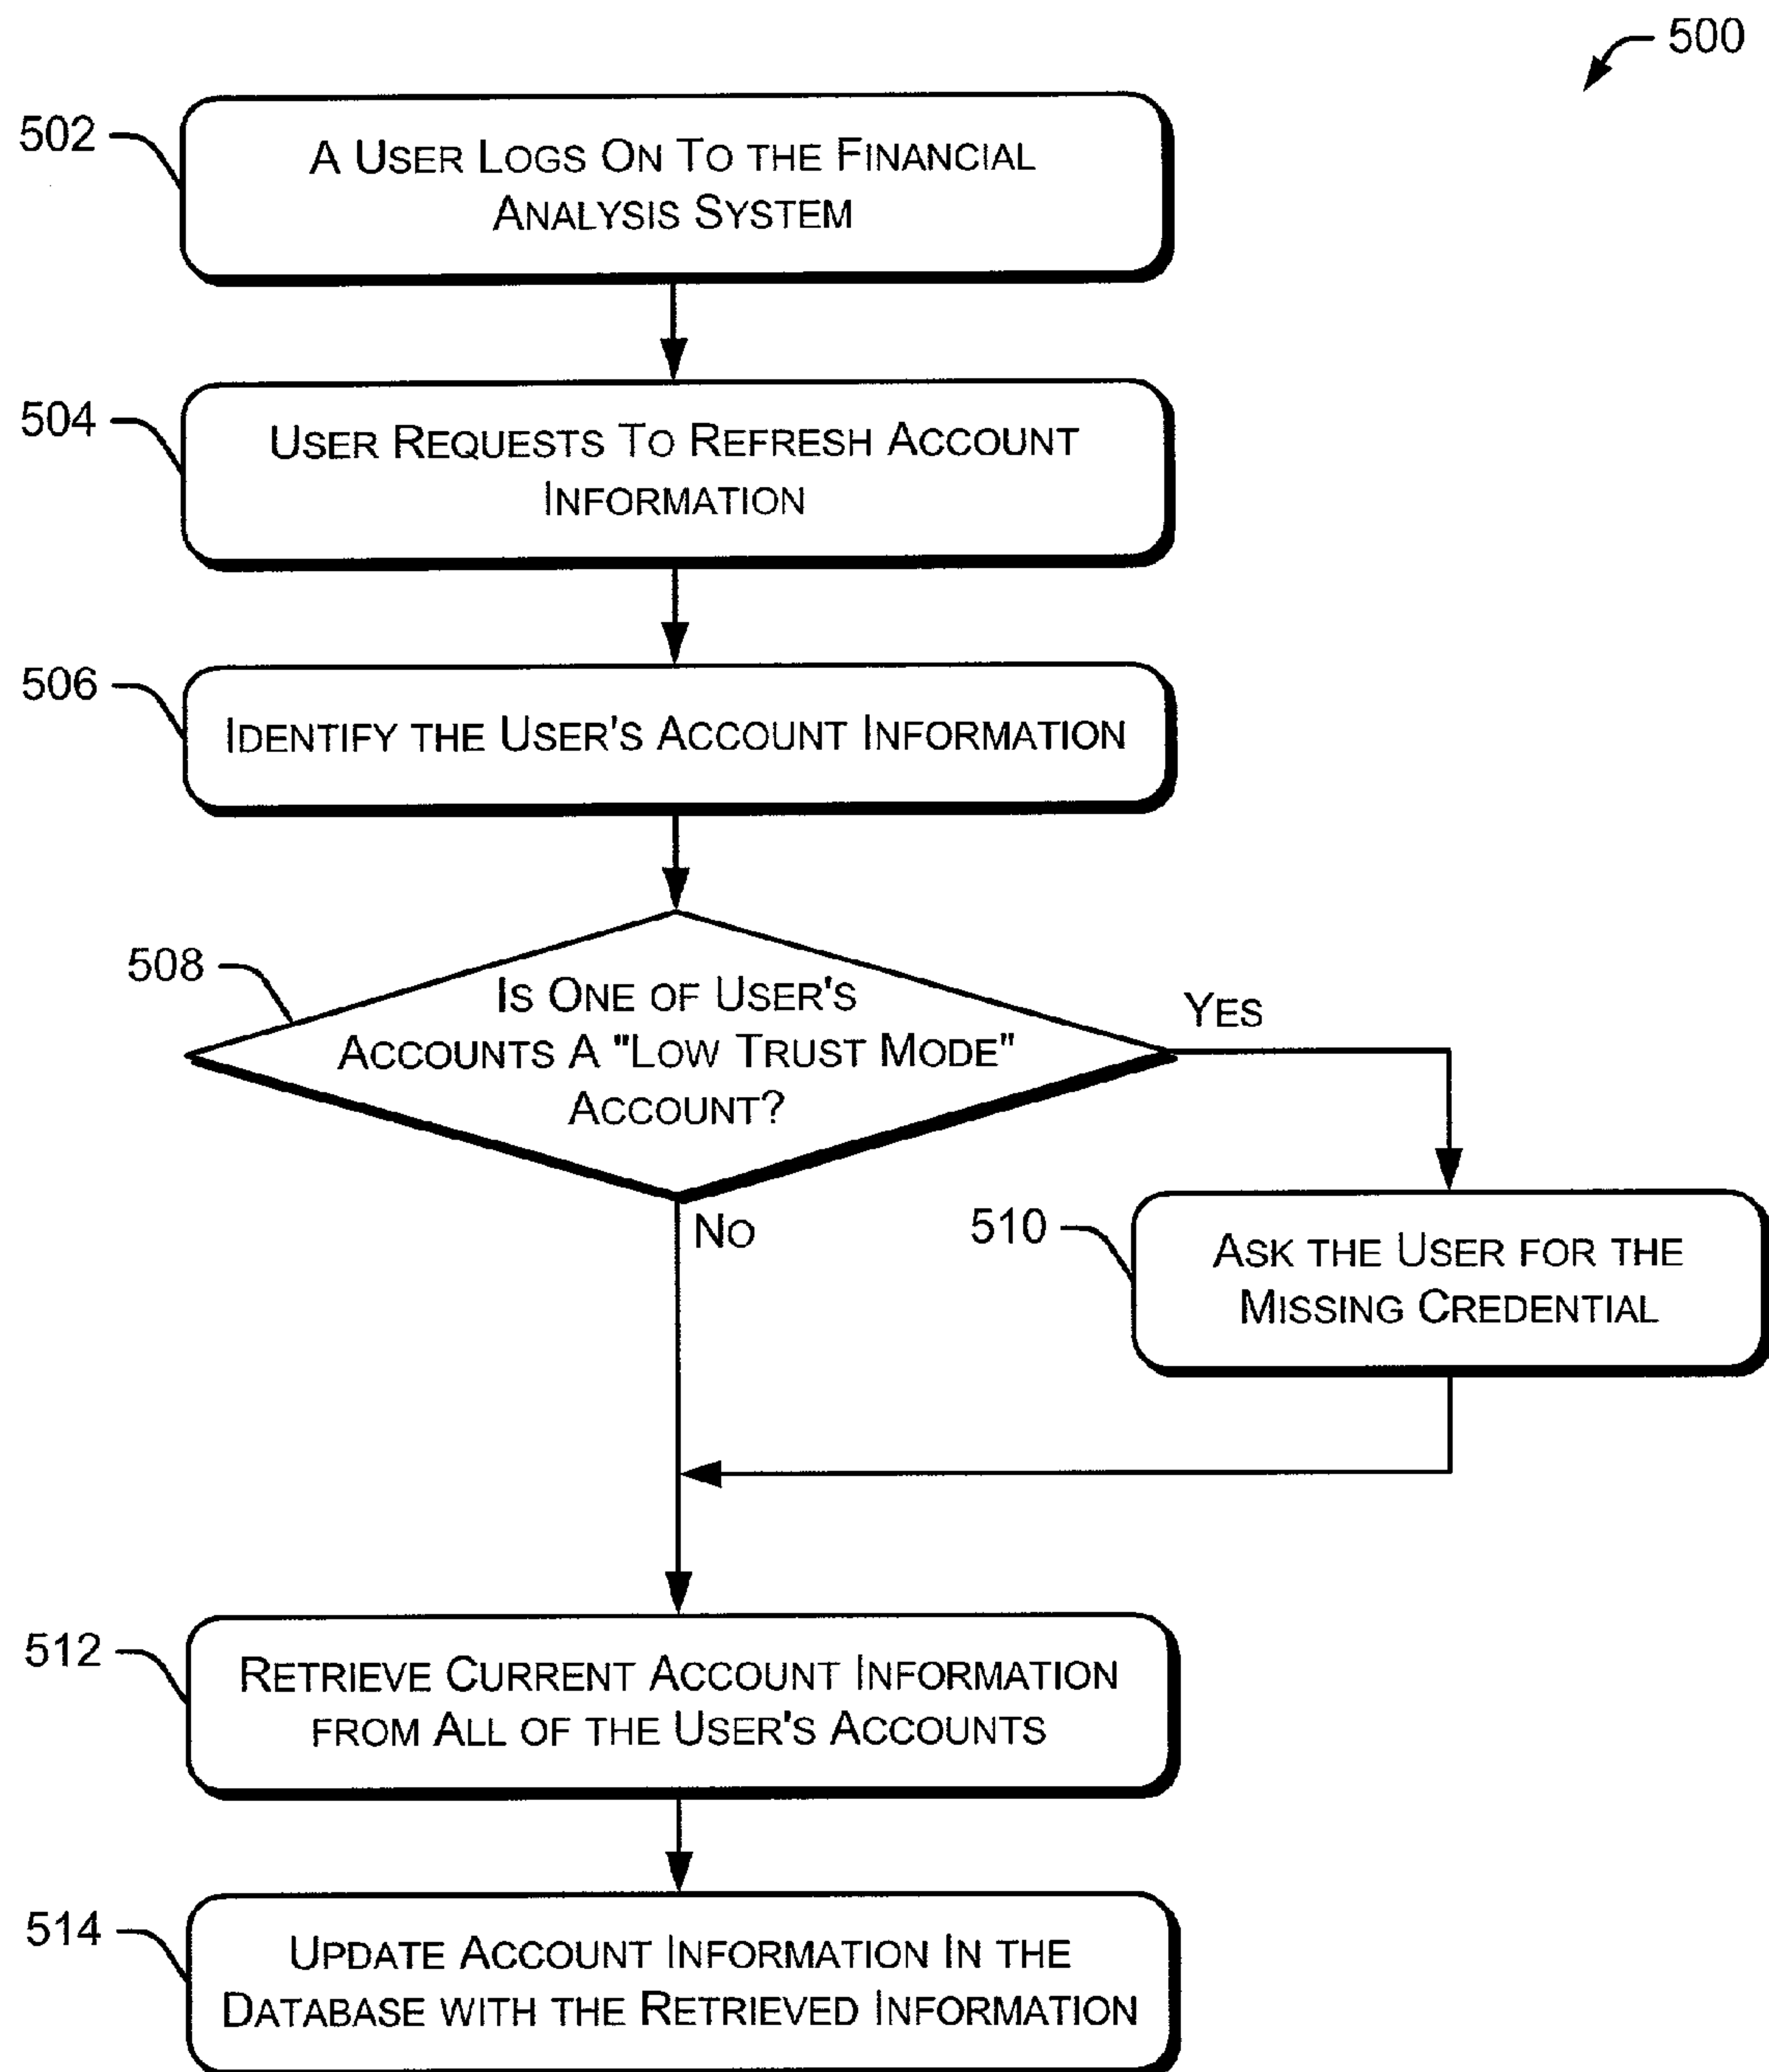 500
502
A USER LOGS ON TO THE FINANCIAL
ANALYSIS SYSTEM
504
USER REQUESTS TO REFRESH ACCOUNT
INFORMATION
506
IDENTIFY THE USER'S ACCOUNT INFORMATION
508
IS ONE OF USER'S
ACCOUNTS A "LOW TRUST MODE"
ACCOUNT?
YES
NO
510
ASK THE USER FOR THE
MISSING CREDENTIAL
512
RETRIEVE CURRENT ACCOUNT INFORMATION
FROM ALL OF THE USER'S ACCOUNTS
514
UPDATE ACCOUNT INFORMATION IN THE
DATABASE WITH THE RETRIEVED INFORMATION